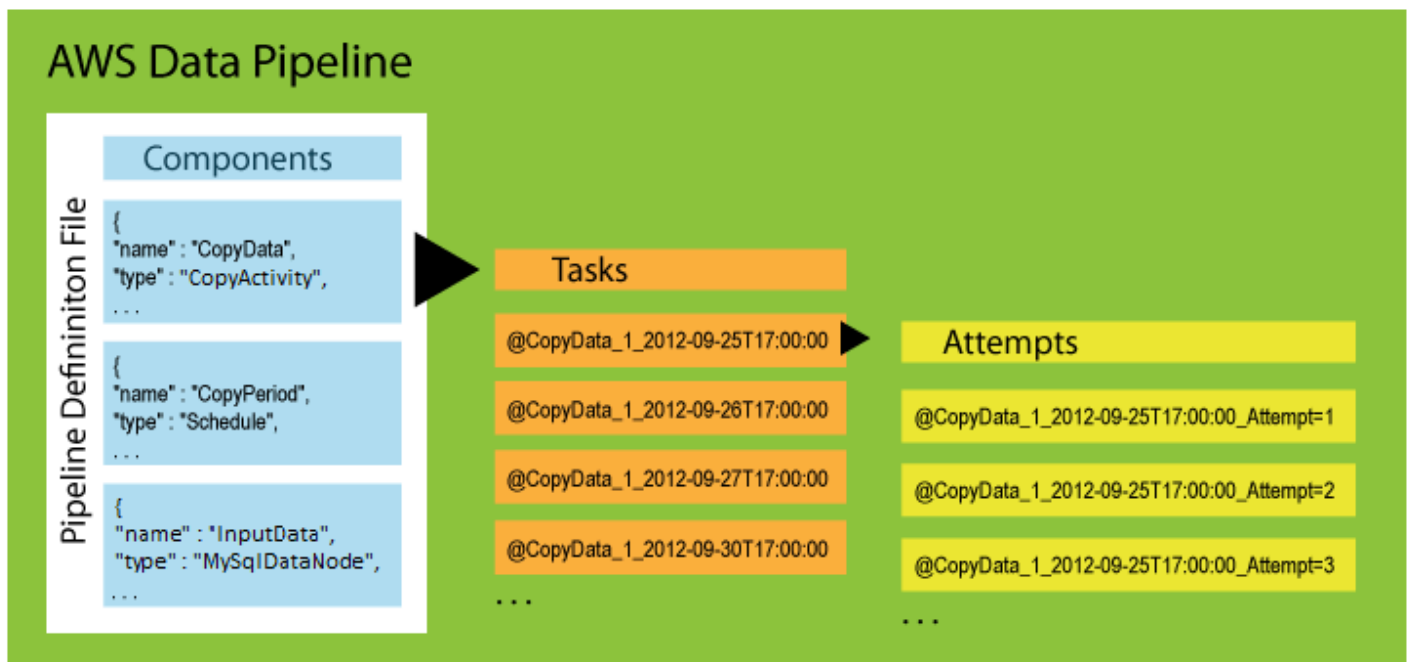 AWS Data Pipeline
Pipeline Defininiton File
Components
{
"name" : "CopyData",
"type" : "CopyActivity",
. . .
{
"name" : "CopyPeriod",
"type" : "Schedule",
. . .
{
"name" : "InputData",
"type" : "MySqlDataNode",
. . .
Tasks
@CopyData_1_2012-09-25T17:00:00
@CopyData_1_2012-09-26T17:00:00
@CopyData_1_2012-09-27T17:00:00
@CopyData_1_2012-09-30T17:00:00
. . .
Attempts
@CopyData_1_2012-09-25T17:00:00_Attempt=1
@CopyData_1_2012-09-25T17:00:00_Attempt=2
@CopyData_1_2012-09-25T17:00:00_Attempt=3
. . .